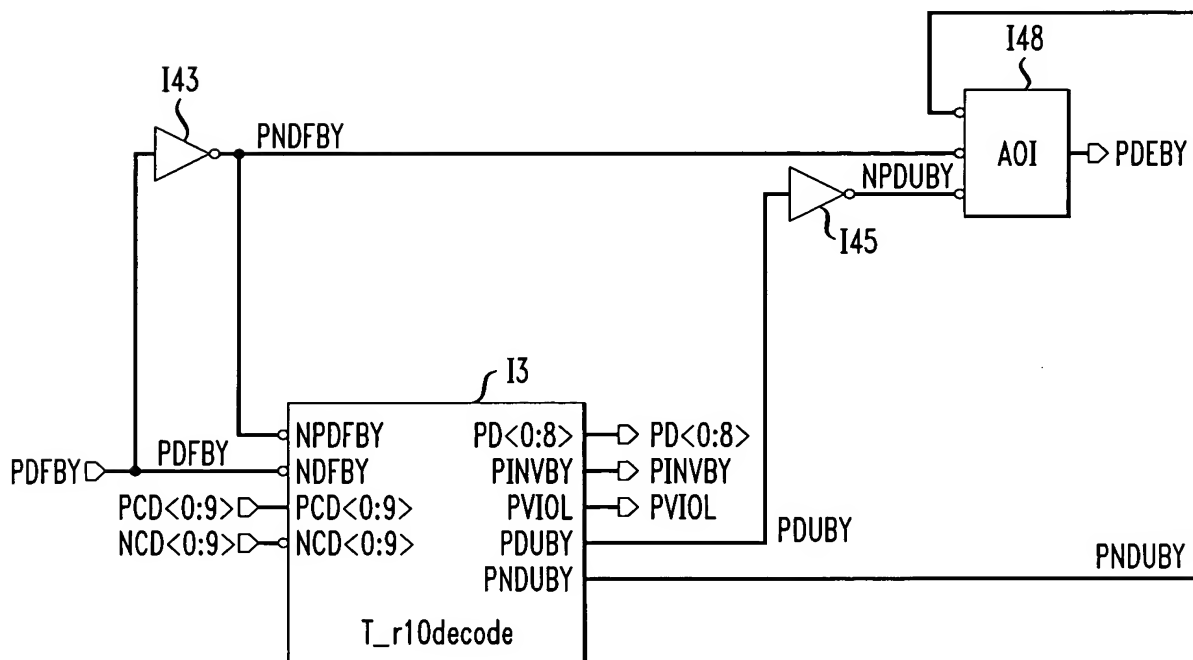 I48
I43
PNDFBY
AOI
PDEBY
NPDUBY
I45
I3
NPDFBY
PD<0:8>
PD<0:8>
PDFBY
PDFBY
NDFBY
PINVBY
PINVBY
PCD<0:9>
PCD<0:9>
PVIOL
PVIOL
NCD<0:9>
NCD<0:9>
PDUBY
PDUBY
PNDUBY
PNDUBY
T_r10decode